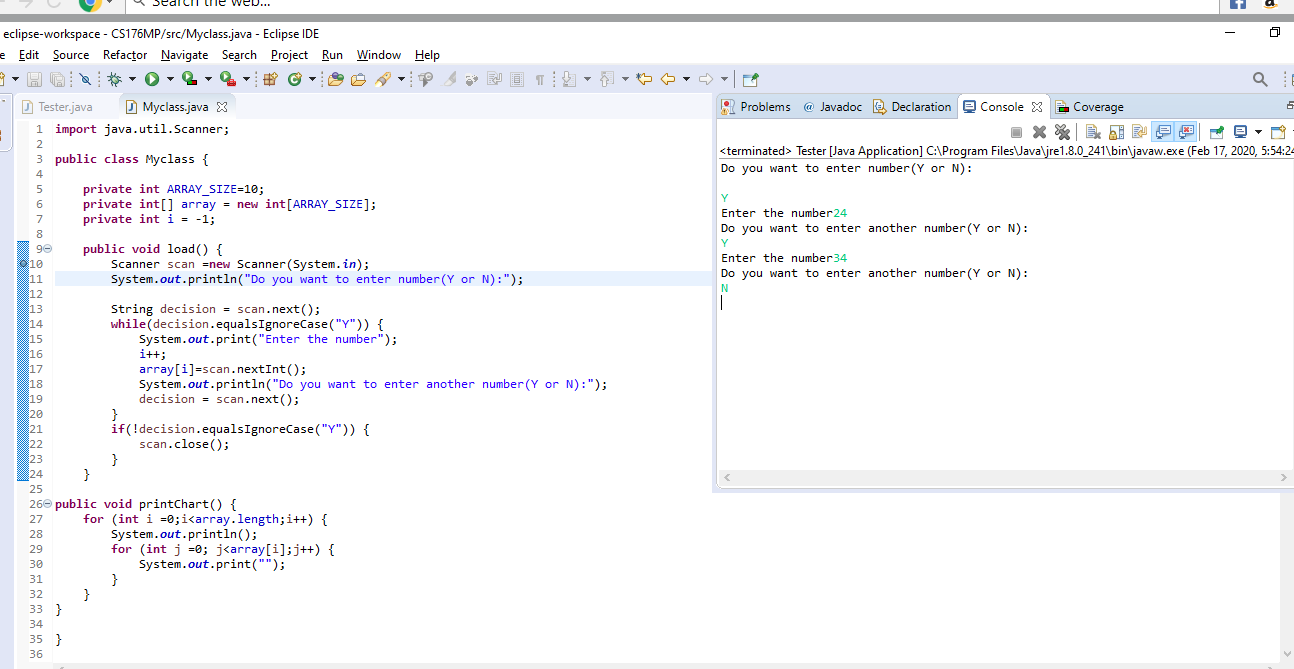 Search the web...
eclipse-workspace - CS176MP/src/Myclass.java - Eclipse IDE
e Edit Source Refactor Navigate Search Project Run Window Help
Tester.java Myclass.java
1 import java.util.Scanner;
2
3 public class Myclass {
4
5 private int ARRAY_SIZE=10;
6 private int[] array = new int[ARRAY_SIZE];
7 private int i = -1;
8
9 public void load() {
10 Scanner scan =new Scanner(System.in);
11 System.out.println("Do you want to enter number(Y or N):");
12
13 String decision = scan.next();
14 while(decision.equalsIgnoreCase("Y")) {
15 System.out.print("Enter the number");
16 i++;
17 array[i]=scan.nextInt();
18 System.out.println("Do you want to enter another number(Y or N):");
19 decision = scan.next();
20 }
21 if(!decision.equalsIgnoreCase("Y")) {
22 scan.close();
23 }
24 }
25
26 public void printChart() {
27 for (int i =0;i<array.length;i++) {
28 System.out.println();
29 for (int j =0; j<array[i];j++) {
30 System.out.print("");
31 }
32 }
33 }
34
35 }
36
Problems @ Javadoc Declaration Console Coverage
<terminated> Tester [Java Application] C:\Program Files\Java\jre1.8.0_241\bin\javaw.exe (Feb 17, 2020, 5:54:24
Do you want to enter number(Y or N):
Y
Enter the number24
Do you want to enter another number(Y or N):
Y
Enter the number34
Do you want to enter another number(Y or N):
N